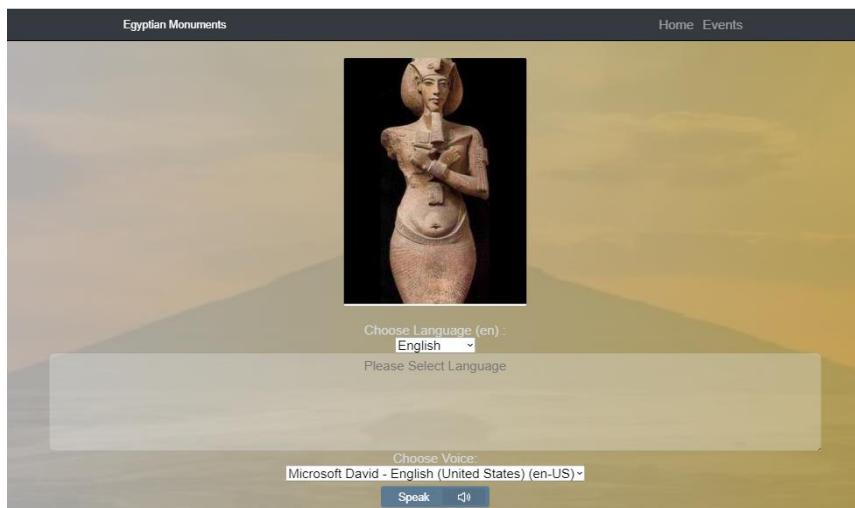 Egyptian Monuments Home Events
Choose Language (en) :
English
Please Select Language
Choose Voice:
Microsoft David - English (United States) (en-US)
Speak